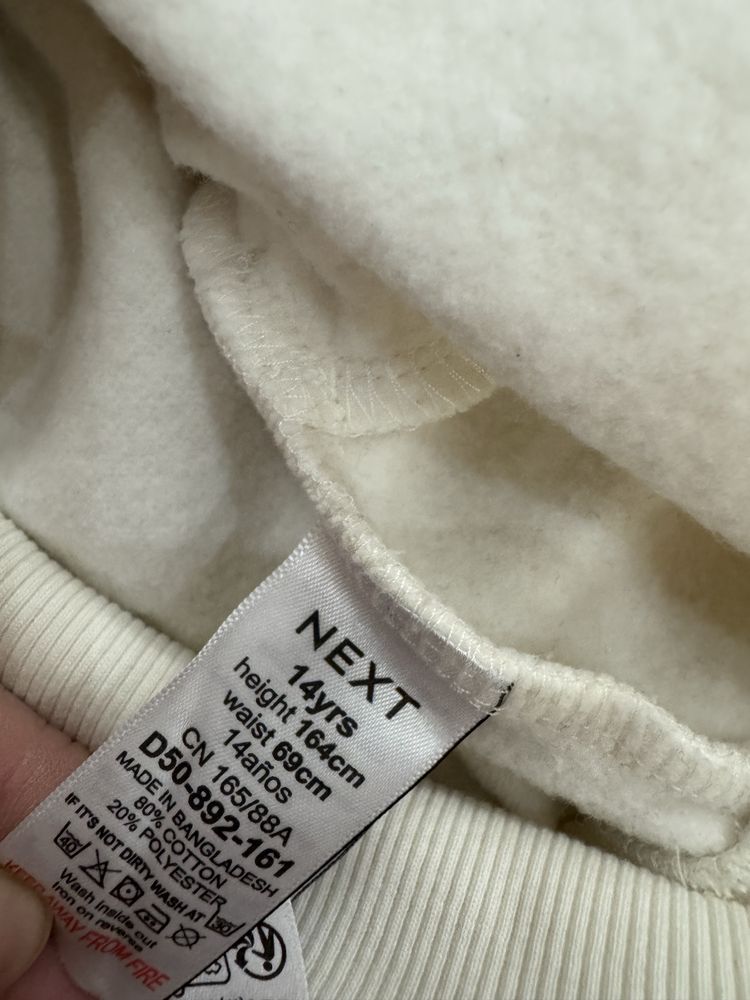 NEXT
14yrs
height 164cm
waist 69cm
14años
CN 165/88A
D50-892-161
MADE IN BANGLADESH
80% COTTON
20% POLYESTER
IF IT'S NOT DIRTY WASH AT 30
40
Wash inside out
iron on reverse
KEEP AWAY FROM FIRE